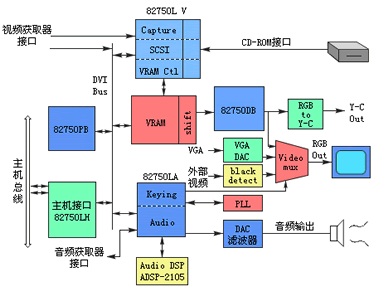 82750L V
视频获取器
接口
Capture
SCSI
VRAM Ctl
CD-ROM接口
DVI
Bus
82750PB
VRAM
shift
82750DB
RGB
to
Y-C
Y-C
Out
VGA
VGA
DAC
Video
mux
RGB
Out
外部
视频
black
detect
82750LA
主机
总线
主机接口
82750LH
Keying
Audio
PLL
DAC
滤波器
音频输出
音频获取器
接口
Audio DSP
ADSP-2105